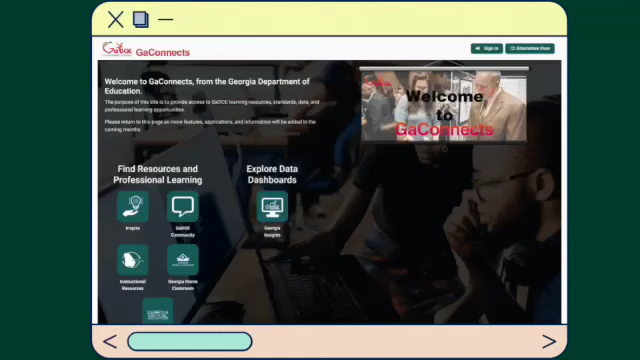 GaDOE
GaConnects
Sign In
Alternative View
Welcome to GaConnects, from the Georgia Department of
Education.
The purpose of this site is to provide access to GaDOE learning resources, standards, data, and
professional learning opportunities.
Please return to this page as more features, applications, and information will be added in the
coming months.
Welcome
to
GaConnects
Find Resources and
Professional Learning
Explore Data
Dashboards
Inspire
GaDOE
Community
Georgia
Insights
Instructional
Resources
Georgia Home
Classroom